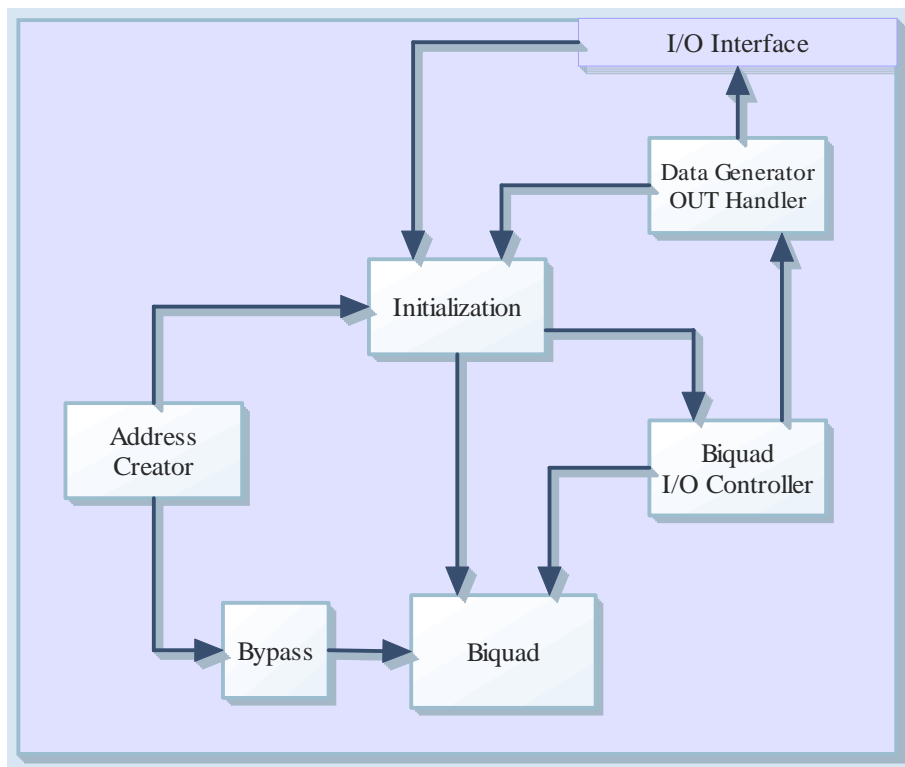 I/O Interface
Data Generator
OUT Handler
Initialization
Address
Creator
Biquad
I/O Controller
Bypass
Biquad